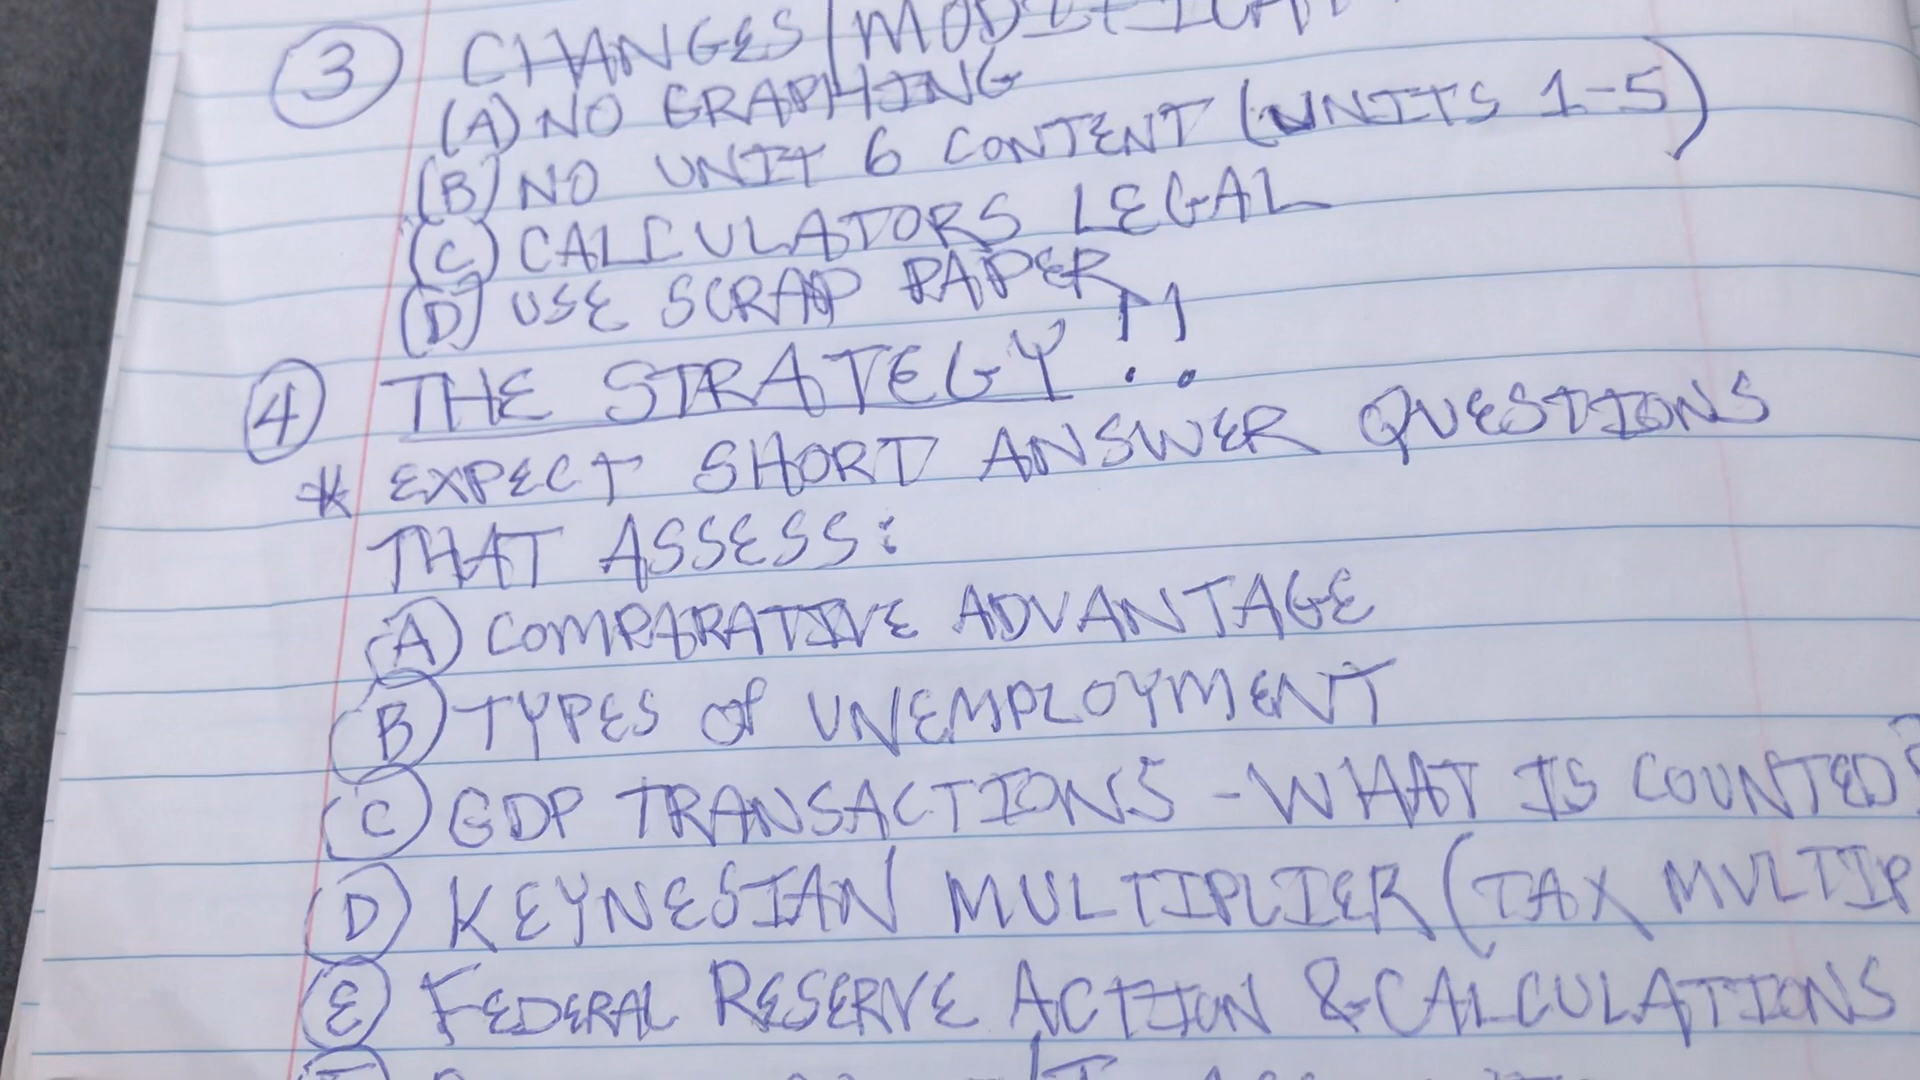 ③ CHANGES/MODIFICAT
(A) NO GRAPHING
(B) NO UNIT 6 CONTENT (UNITS 1-5)
(C) CALCULATORS LEGAL
(D) USE SCRAP PAPER
④ THE STRATEGY!!
* EXPECT SHORT ANSWER QUESTIONS
THAT ASSESS:
(A) COMPARATIVE ADVANTAGE
(B) TYPES OF UNEMPLOYMENT
(C) GDP TRANSACTIONS - WHAT IS COUNTED?
(D) KEYNESIAN MULTIPLIER (TAX MULTIP
(E) FEDERAL RESERVE ACTION & CALCULATIONS